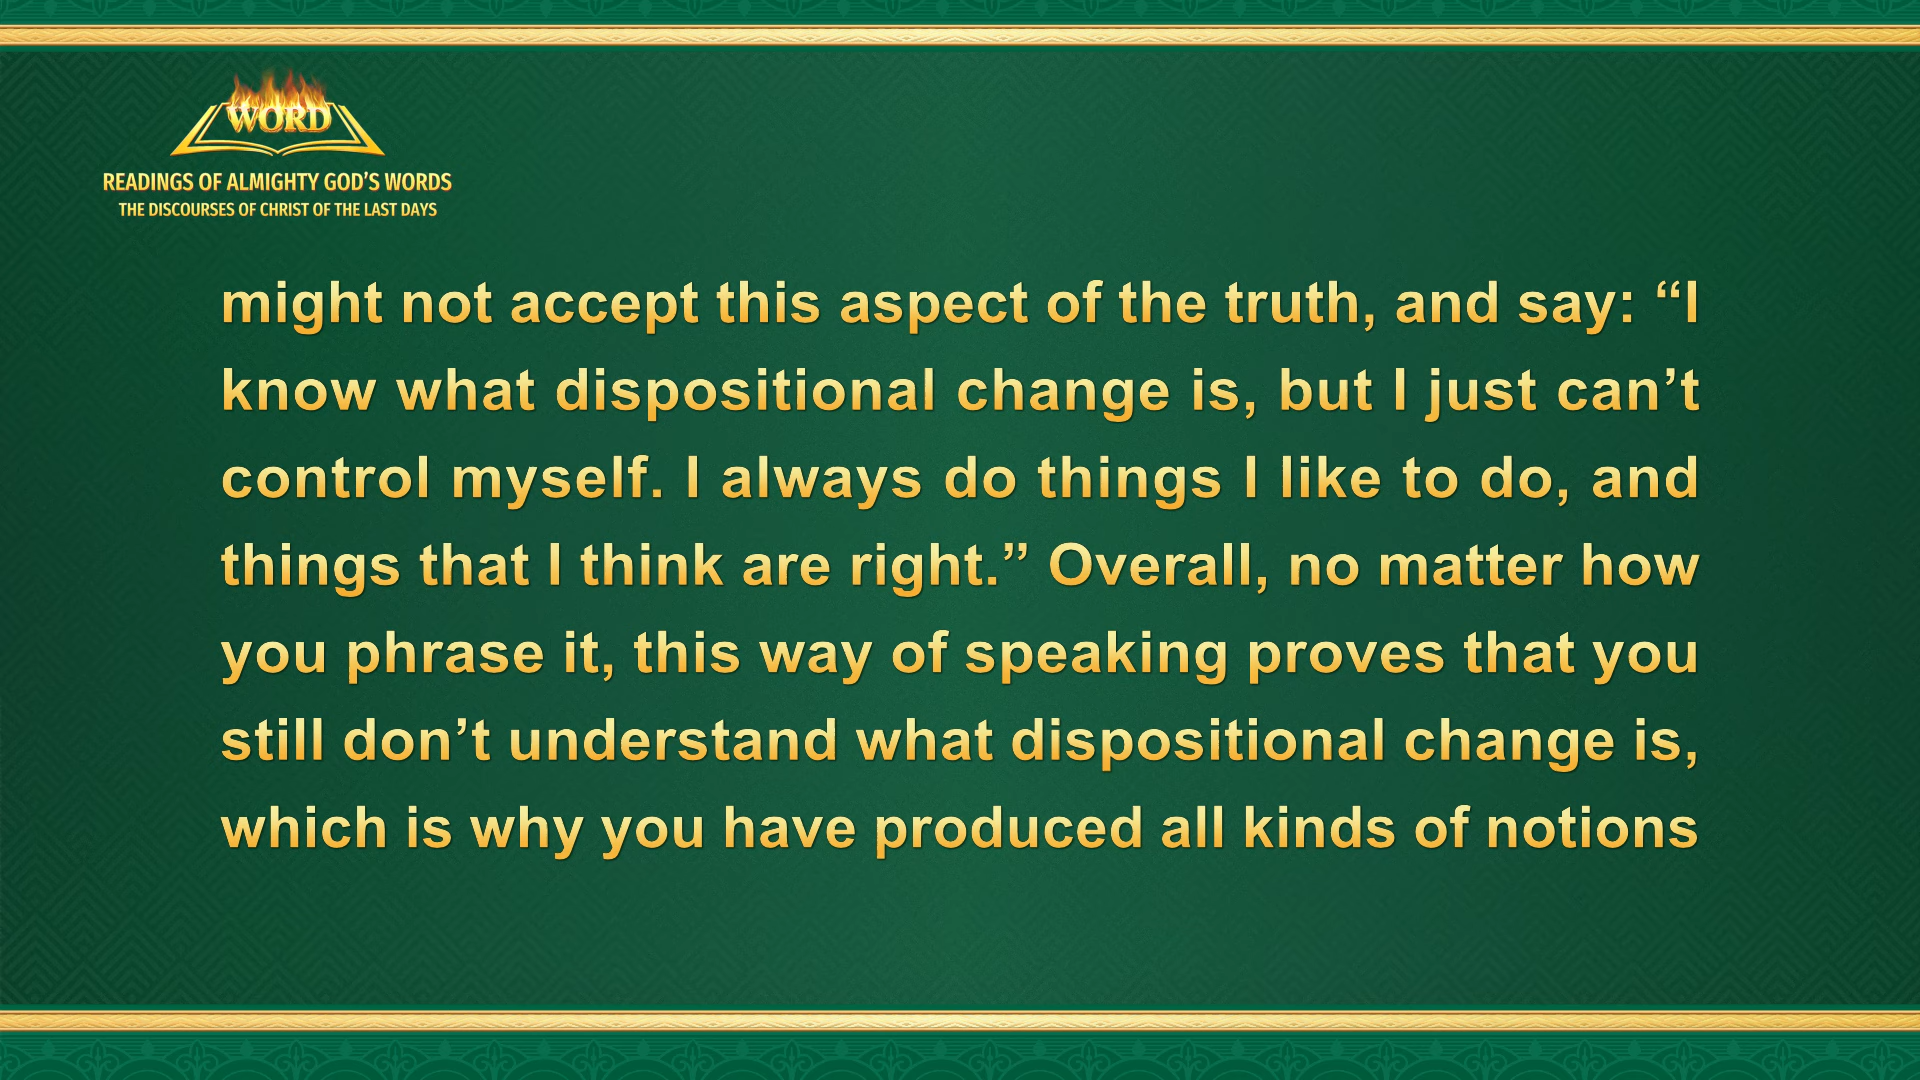 WORD
READINGS OF ALMIGHTY GOD’S WORDS
THE DISCOURSES OF CHRIST OF THE LAST DAYS
might not accept this aspect of the truth, and say: “I
know what dispositional change is, but I just can’t
control myself. I always do things I like to do, and
things that I think are right.” Overall, no matter how
you phrase it, this way of speaking proves that you
still don’t understand what dispositional change is,
which is why you have produced all kinds of notions